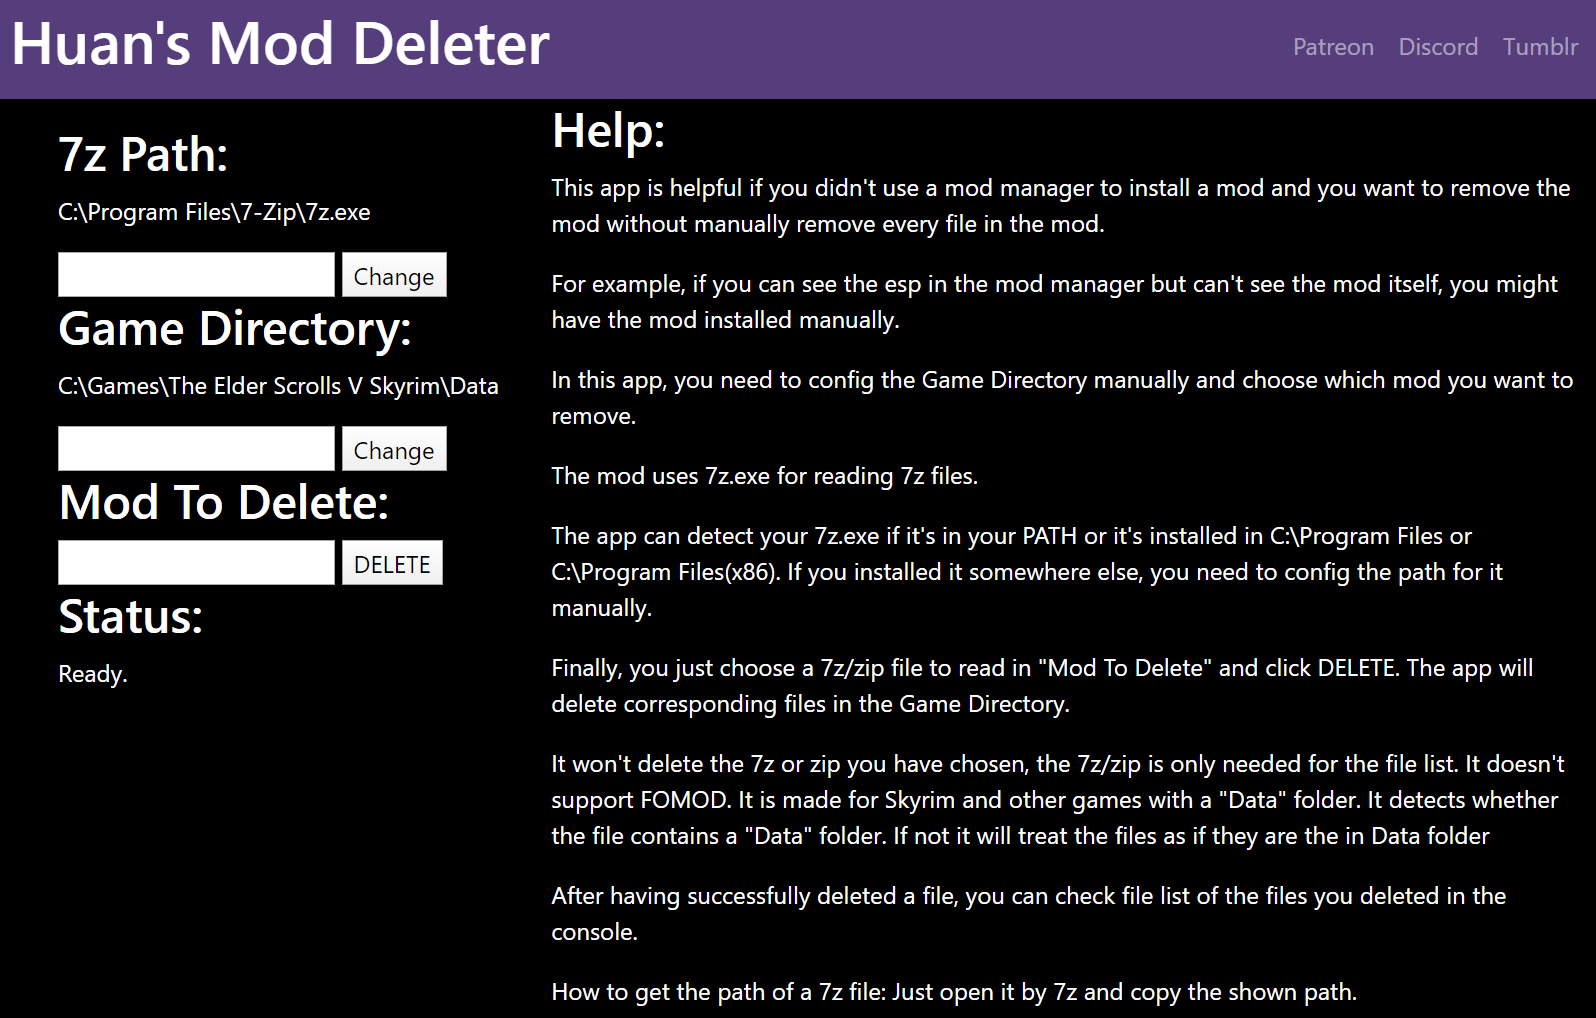 Huan's Mod Deleter
Patreon Discord Tumblr
7z Path:
C:\Program Files\7-Zip\7z.exe
Change
Game Directory:
C:\Games\The Elder Scrolls V Skyrim\Data
Change
Mod To Delete:
DELETE
Status:
Ready.
Help:
This app is helpful if you didn't use a mod manager to install a mod and you want to remove the
mod without manually remove every file in the mod.
For example, if you can see the esp in the mod manager but can't see the mod itself, you might
have the mod installed manually.
In this app, you need to config the Game Directory manually and choose which mod you want to
remove.
The mod uses 7z.exe for reading 7z files.
The app can detect your 7z.exe if it's in your PATH or it's installed in C:\Program Files or
C:\Program Files(x86). If you installed it somewhere else, you need to config the path for it
manually.
Finally, you just choose a 7z/zip file to read in "Mod To Delete" and click DELETE. The app will
delete corresponding files in the Game Directory.
It won't delete the 7z or zip you have chosen, the 7z/zip is only needed for the file list. It doesn't
support FOMOD. It is made for Skyrim and other games with a "Data" folder. It detects whether
the file contains a "Data" folder. If not it will treat the files as if they are the in Data folder
After having successfully deleted a file, you can check file list of the files you deleted in the
console.
How to get the path of a 7z file: Just open it by 7z and copy the shown path.